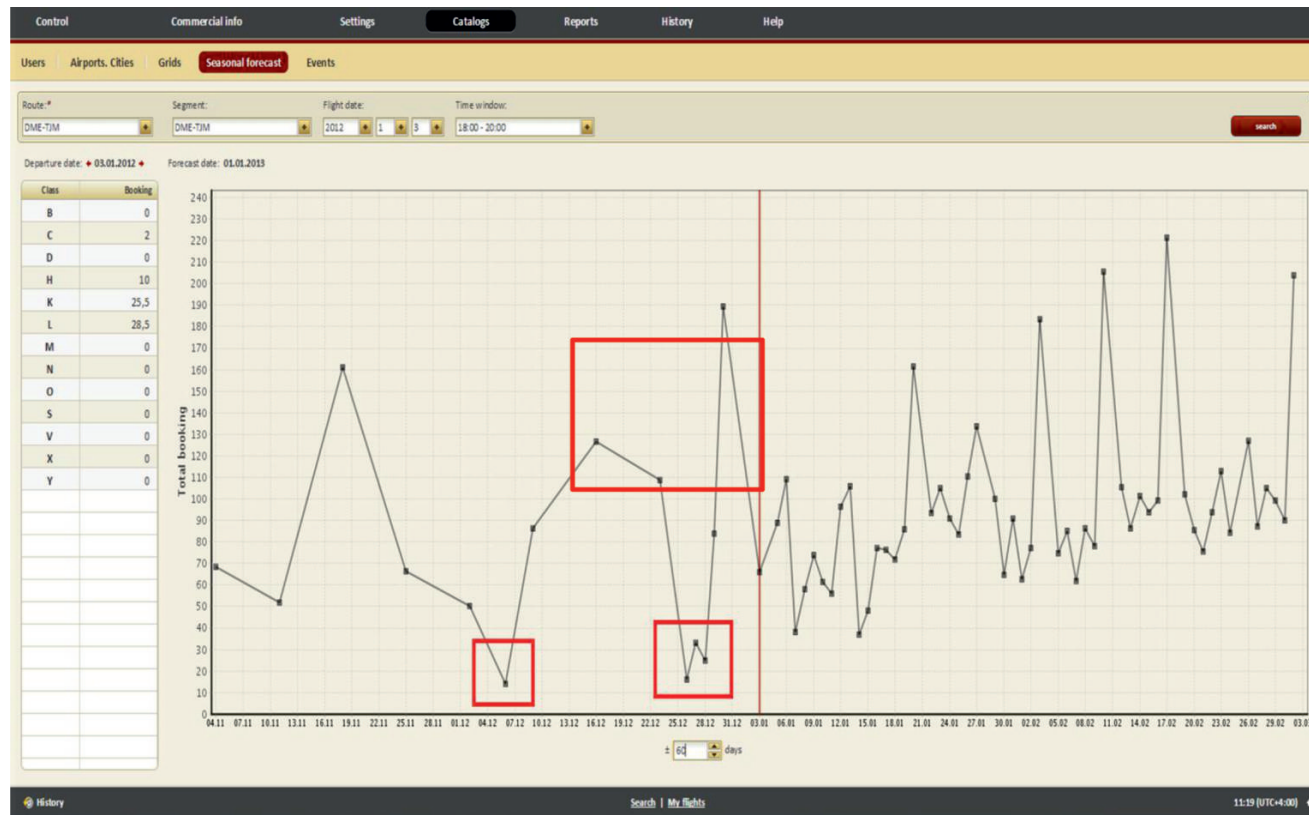 Control Commercial info Settings Catalogs Reports History Help
Users Airports. Cities Grids Seasonal forecast Events
Route:* Segment: Flight date: Time window:
DME-TJM DME-TJM 2012 1 3 18:00 - 20:00 search
Departure date: 03.01.2012 Forecast date: 01.01.2013
Class Booking
B 0
C 2
D 0
H 10
K 25,5
L 28,5
M 0
N 0
O 0
S 0
V 0
X 0
Y 0
Total booking
240
230
220
210
200
190
180
170
160
150
140
130
120
110
100
90
80
70
60
50
40
30
20
10
0
04.11 07.11 10.11 13.11 16.11 19.11 22.11 25.11 28.11 01.12 04.12 07.12 10.12 13.12 16.12 19.12 22.12 25.12 28.12 31.12 03.01 06.01 09.01 12.01 15.01 18.01 21.01 24.01 27.01 30.01 02.02 05.02 08.02 11.02 14.02 17.02 20.02 23.02 26.02 29.02 03.0
± 60 days
History Search | My flights 11:19 (UTC+4:00)